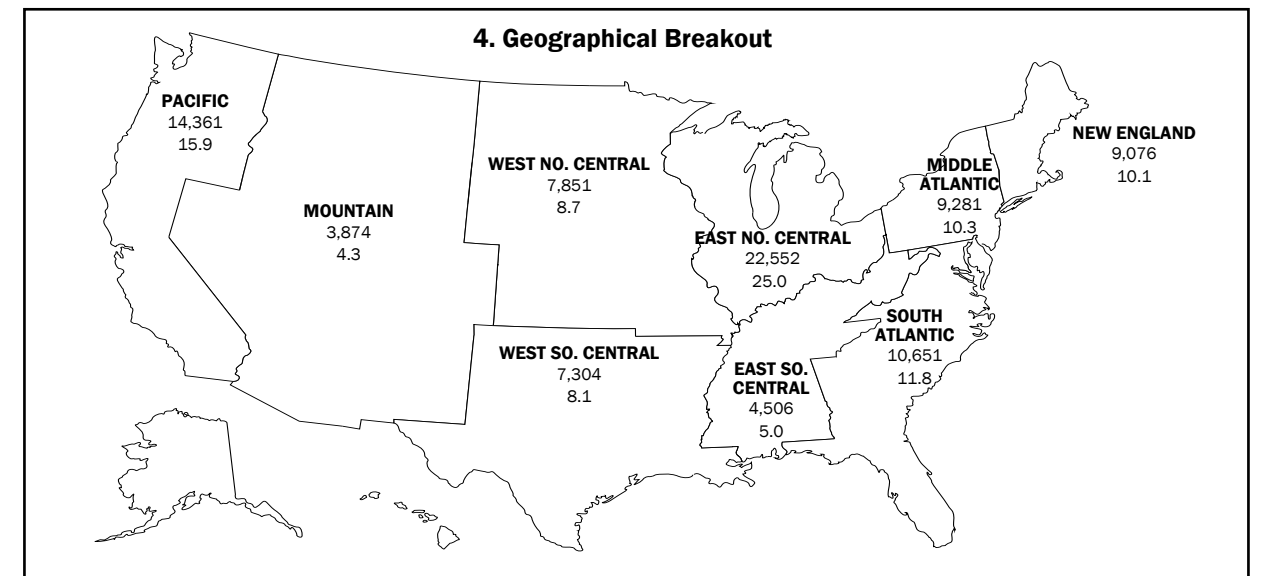 4. Geographical Breakout
PACIFIC
14,361
15.9
MOUNTAIN
3,874
4.3
WEST NO. CENTRAL
7,851
8.7
WEST SO. CENTRAL
7,304
8.1
EAST NO. CENTRAL
22,552
25.0
EAST SO.
CENTRAL
4,506
5.0
SOUTH
ATLANTIC
10,651
11.8
MIDDLE
ATLANTIC
9,281
10.3
NEW ENGLAND
9,076
10.1